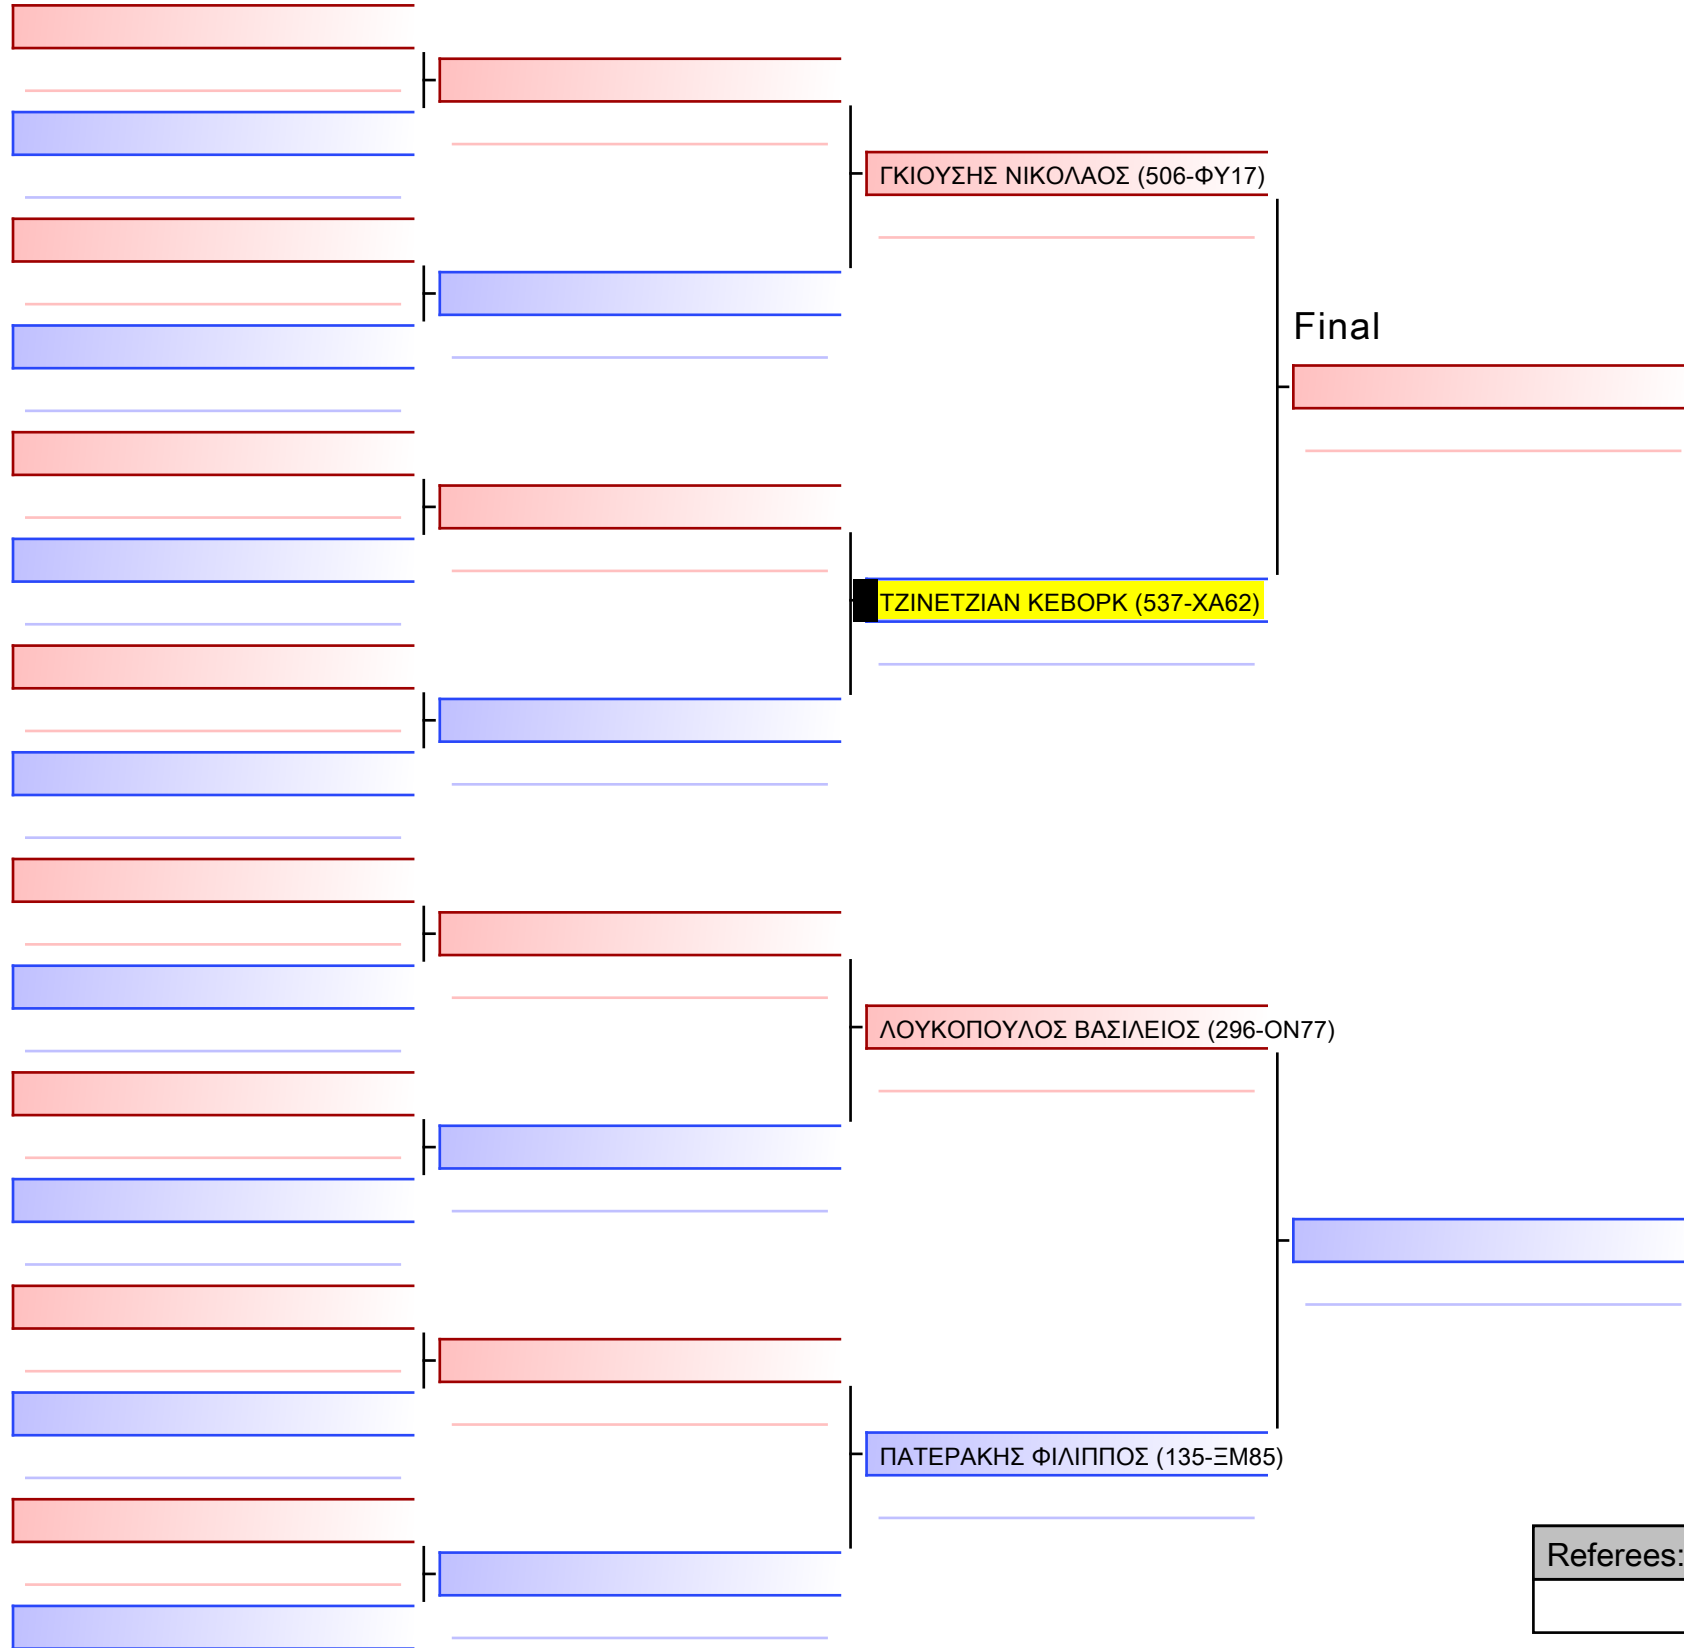 ΓΚΙΟΥΣΗΣ ΝΙΚΟΛΑΟΣ (506-ΦΥ17)
Final
ΤΖΙΝΕΤΖΙΑΝ ΚΕΒΟΡΚ (537-ΧΑ62)
ΛΟΥΚΟΠΟΥΛΟΣ ΒΑΣΙΛΕΙΟΣ (296-ΟΝ77)
ΠΑΤΕΡΑΚΗΣ ΦΙΛΙΠΠΟΣ (135-ΞΜ85)
Referees: